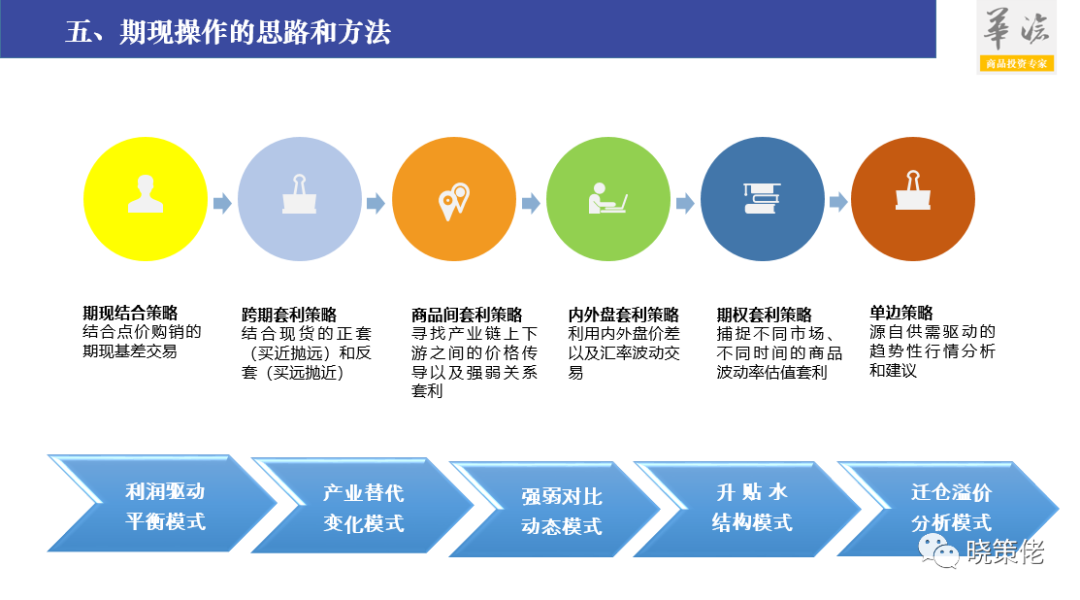 五、期现操作的思路和方法
華滄
商品投资专家
期现结合策略
结合点价购销的
期现基差交易
跨期套利策略
结合现货的正套
（买近抛远）和反
套（买远抛近）
商品间套利策略
寻找产业链上下
游之间的价格传
导以及强弱关系
套利
内外盘套利策略
利用内外盘价差
以及汇率波动交
易
期权套利策略
捕捉不同市场、
不同时间的商品
波动率估值套利
单边策略
源自供需驱动的
趋势性行情分析
和建议
利润驱动
平衡模式
产业替代
变化模式
强弱对比
动态模式
升 贴 水
结构模式
迁仓溢价
分析模式
晓策佬